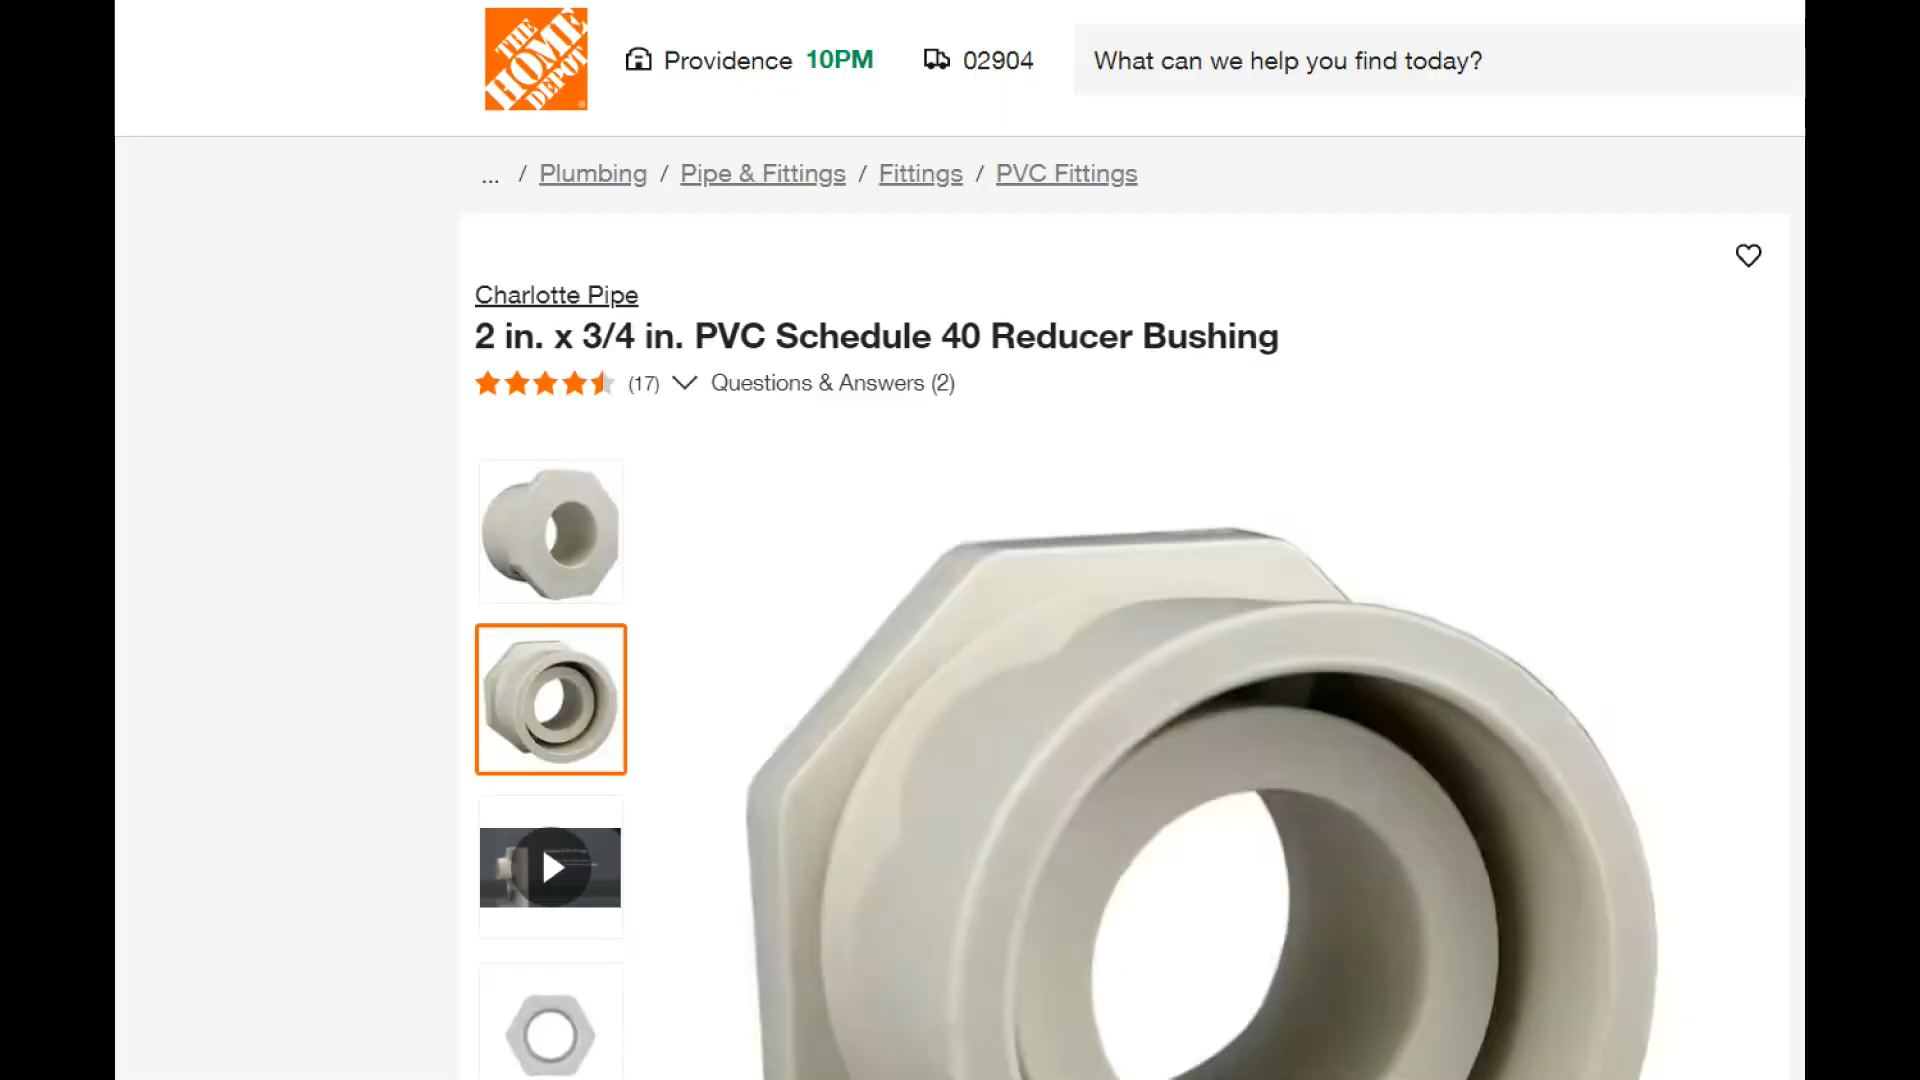 THE
HOME
DEPOT
Providence 10PM 02904 What can we help you find today?
... / Plumbing / Pipe & Fittings / Fittings / PVC Fittings
Charlotte Pipe
2 in. x 3/4 in. PVC Schedule 40 Reducer Bushing
(17) Questions & Answers (2)